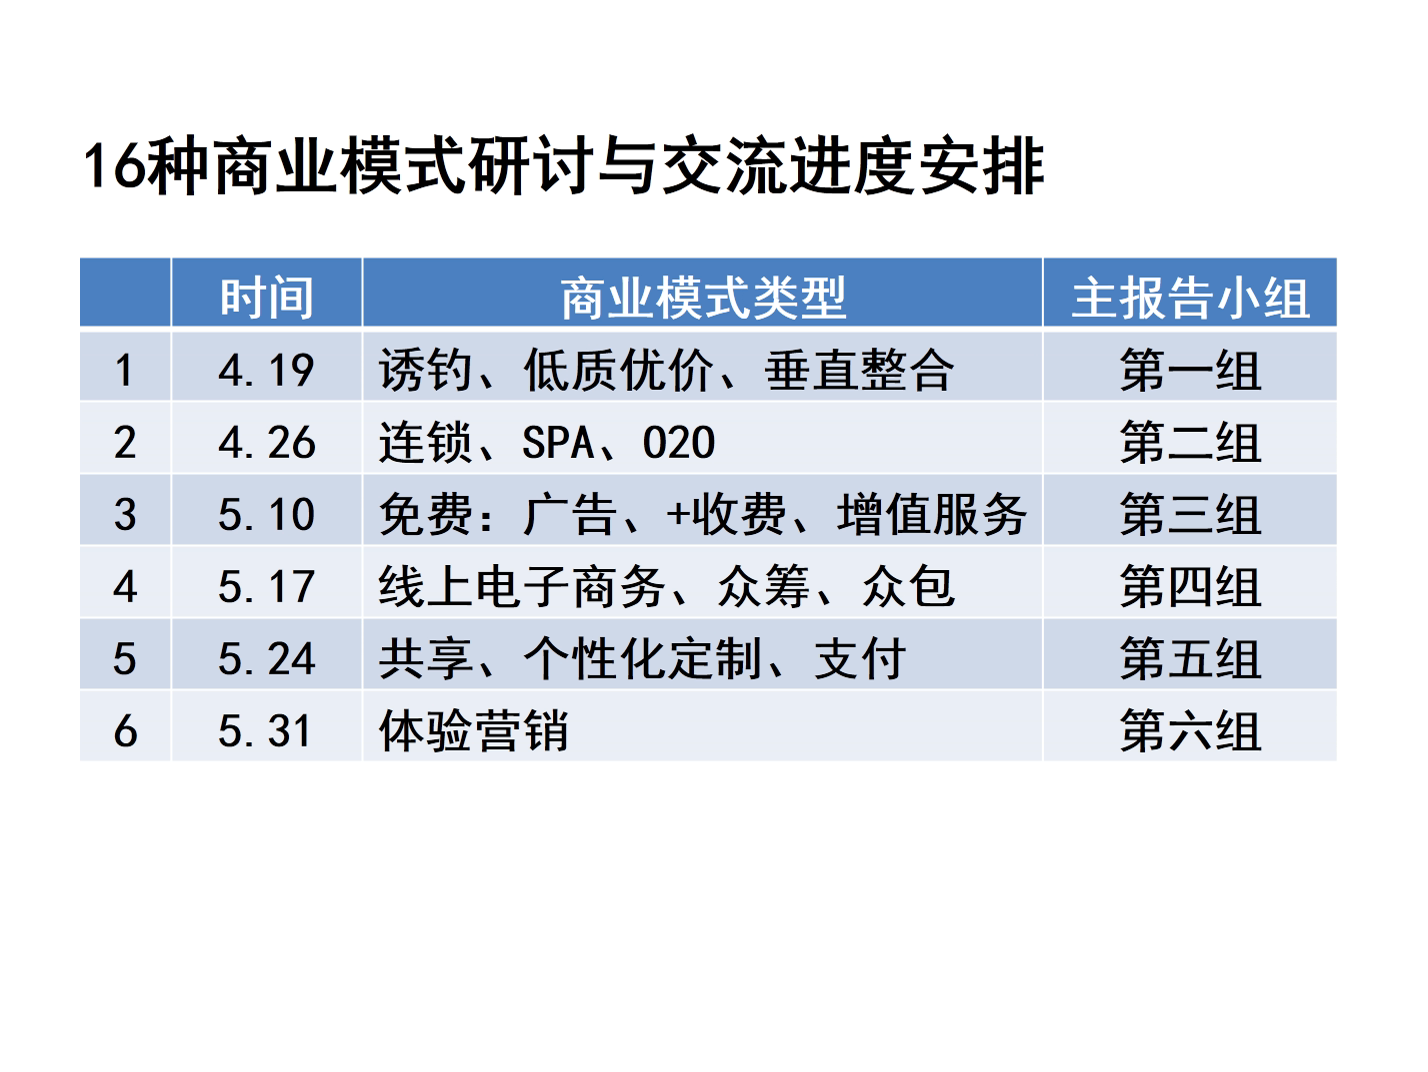 16种商业模式研讨与交流进度安排
时间 商业模式类型 主报告小组
1 4.19 诱钓、低质优价、垂直整合 第一组
2 4.26 连锁、SPA、O2O 第二组
3 5.10 免费：广告、+收费、增值服务 第三组
4 5.17 线上电子商务、众筹、众包 第四组
5 5.24 共享、个性化定制、支付 第五组
6 5.31 体验营销 第六组